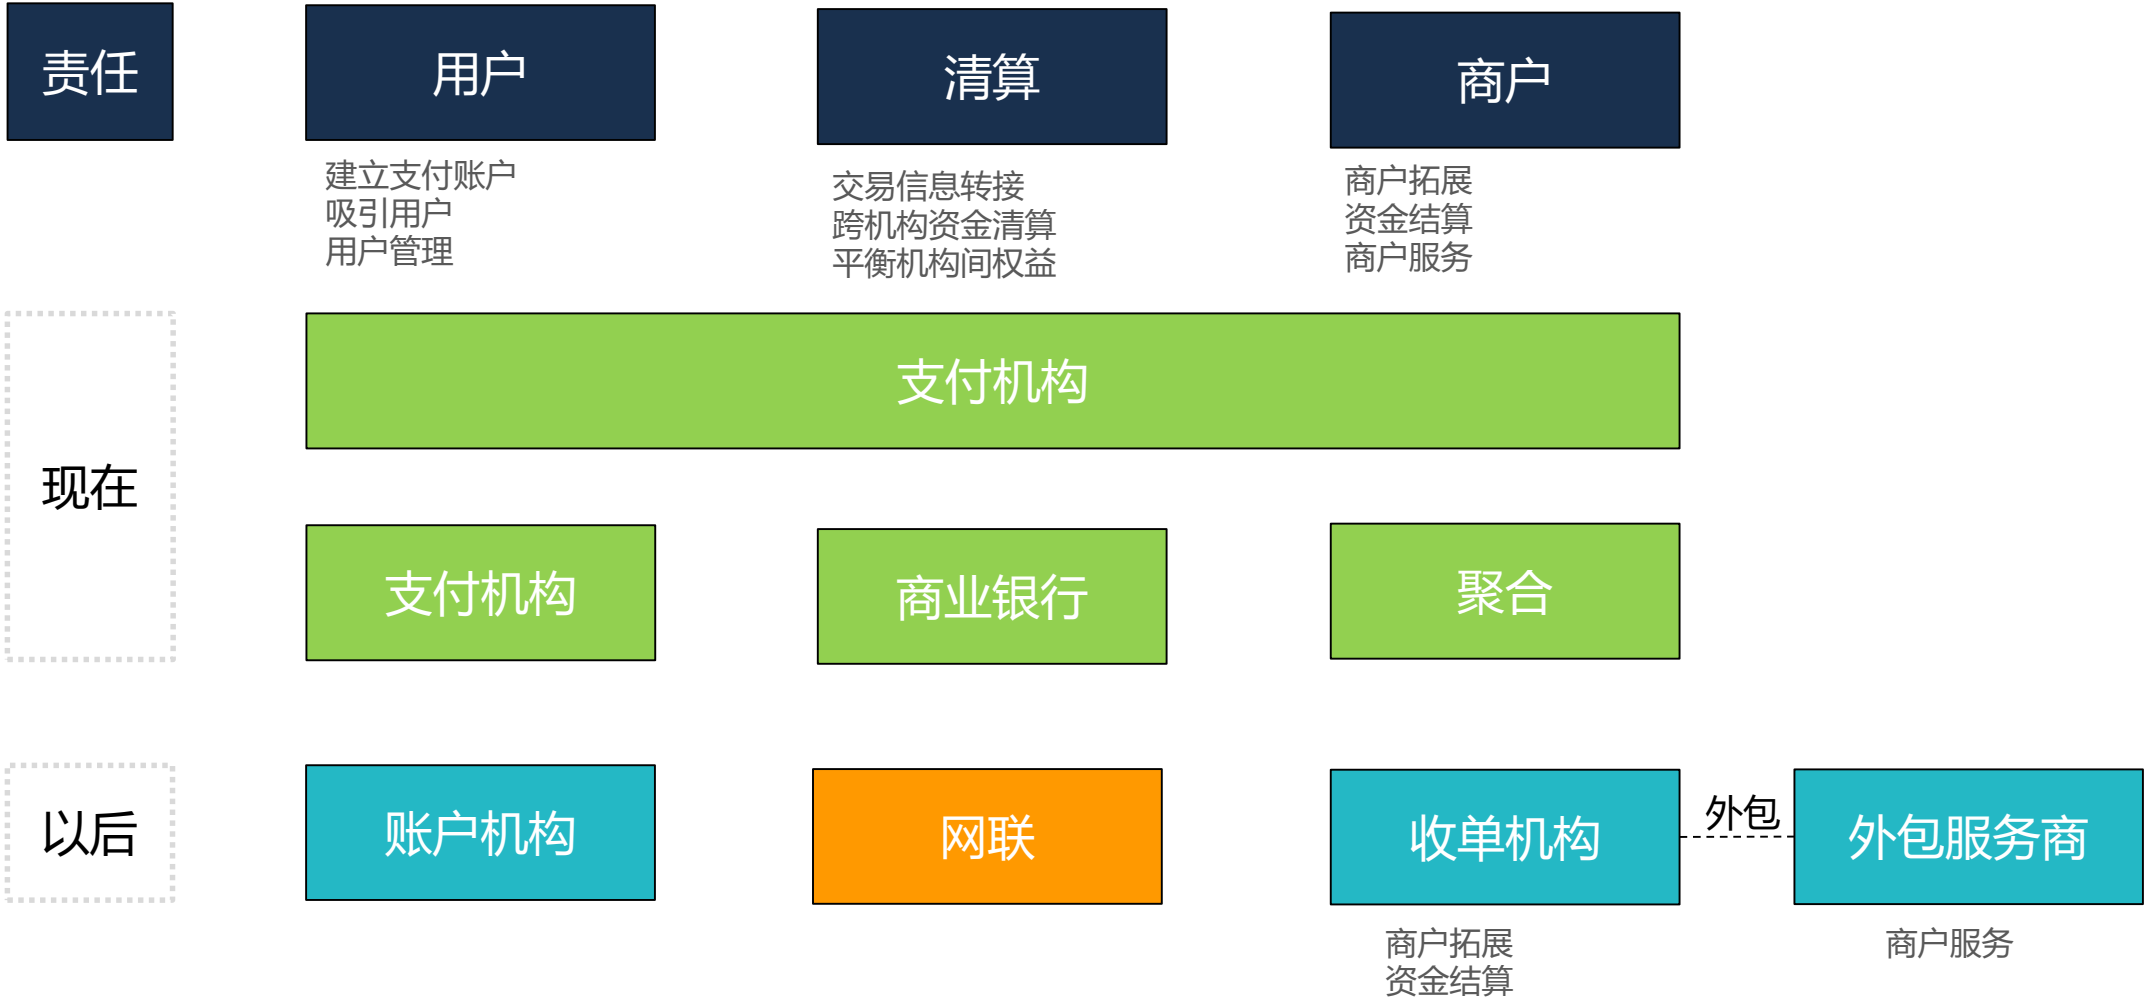 责任
用户
清算
商户
建立支付账户
吸引用户
用户管理
交易信息转接
跨机构资金清算
平衡机构间权益
商户拓展
资金结算
商户服务
现在
支付机构
支付机构
商业银行
聚合
以后
账户机构
网联
收单机构
外包
外包服务商
商户拓展
资金结算
商户服务